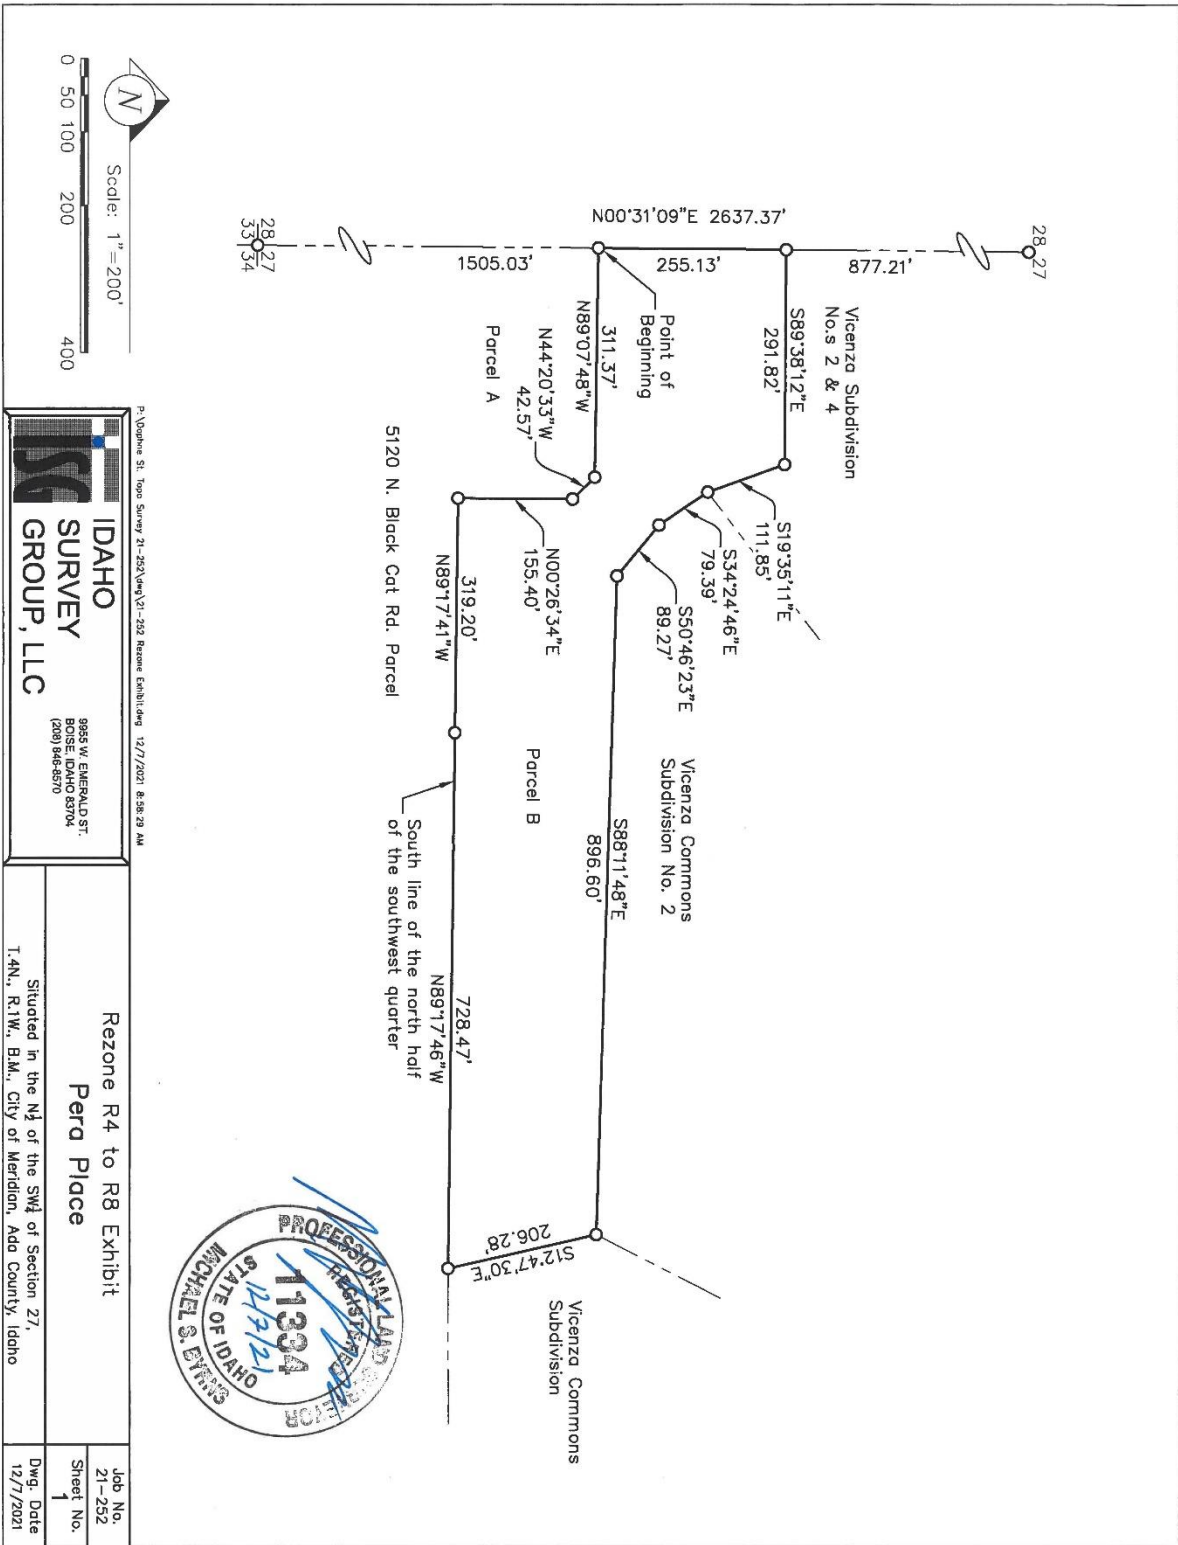 28 27
877.21'
N00°31'09"E 2637.37'
255.13'
1505.03'
28 27
33 34
Vicenza Subdivision
No.s 2 & 4
S89°38'12"E
291.82'
Point of
Beginning
311.37'
N89°07'48"W
N44°20'33"W
42.57'
Parcel A
S19°35'11"E
111.85'
S34°24'46"E
79.39'
S50°46'23"E
89.27'
N00°26'34"E
155.40'
319.20'
N89°17'41"W
5120 N. Black Cat Rd. Parcel
Vicenza Commons
Subdivision No. 2
S88°11'48"E
896.60'
Parcel B
South line of the north half
of the southwest quarter
728.47'
N89°17'46"W
S12°47'30"E
206.28'
Vicenza Commons
Subdivision
PROFESSIONAL LAND SURVEYOR
REGISTERED
11334
12/7/21
STATE OF IDAHO
MICHAEL S. BYRNS
N
Scale: 1"=200'
0 50 100 200 400
P:\Daphne St. Topo Survey 21-252\dwg\21-252 Rezone Exhibit.dwg 12/7/2021 8:58:29 AM
ISG
IDAHO
SURVEY
GROUP, LLC
9955 W. EMERALD ST.
BOISE, IDAHO 83704
(208) 846-8570
Rezone R4 to R8 Exhibit
Pera Place
Situated in the N½ of the SW¼ of Section 27,
T.4N., R.1W., B.M., City of Meridian, Ada County, Idaho
Job No.
21-252
Sheet No.
1
Dwg. Date
12/7/2021